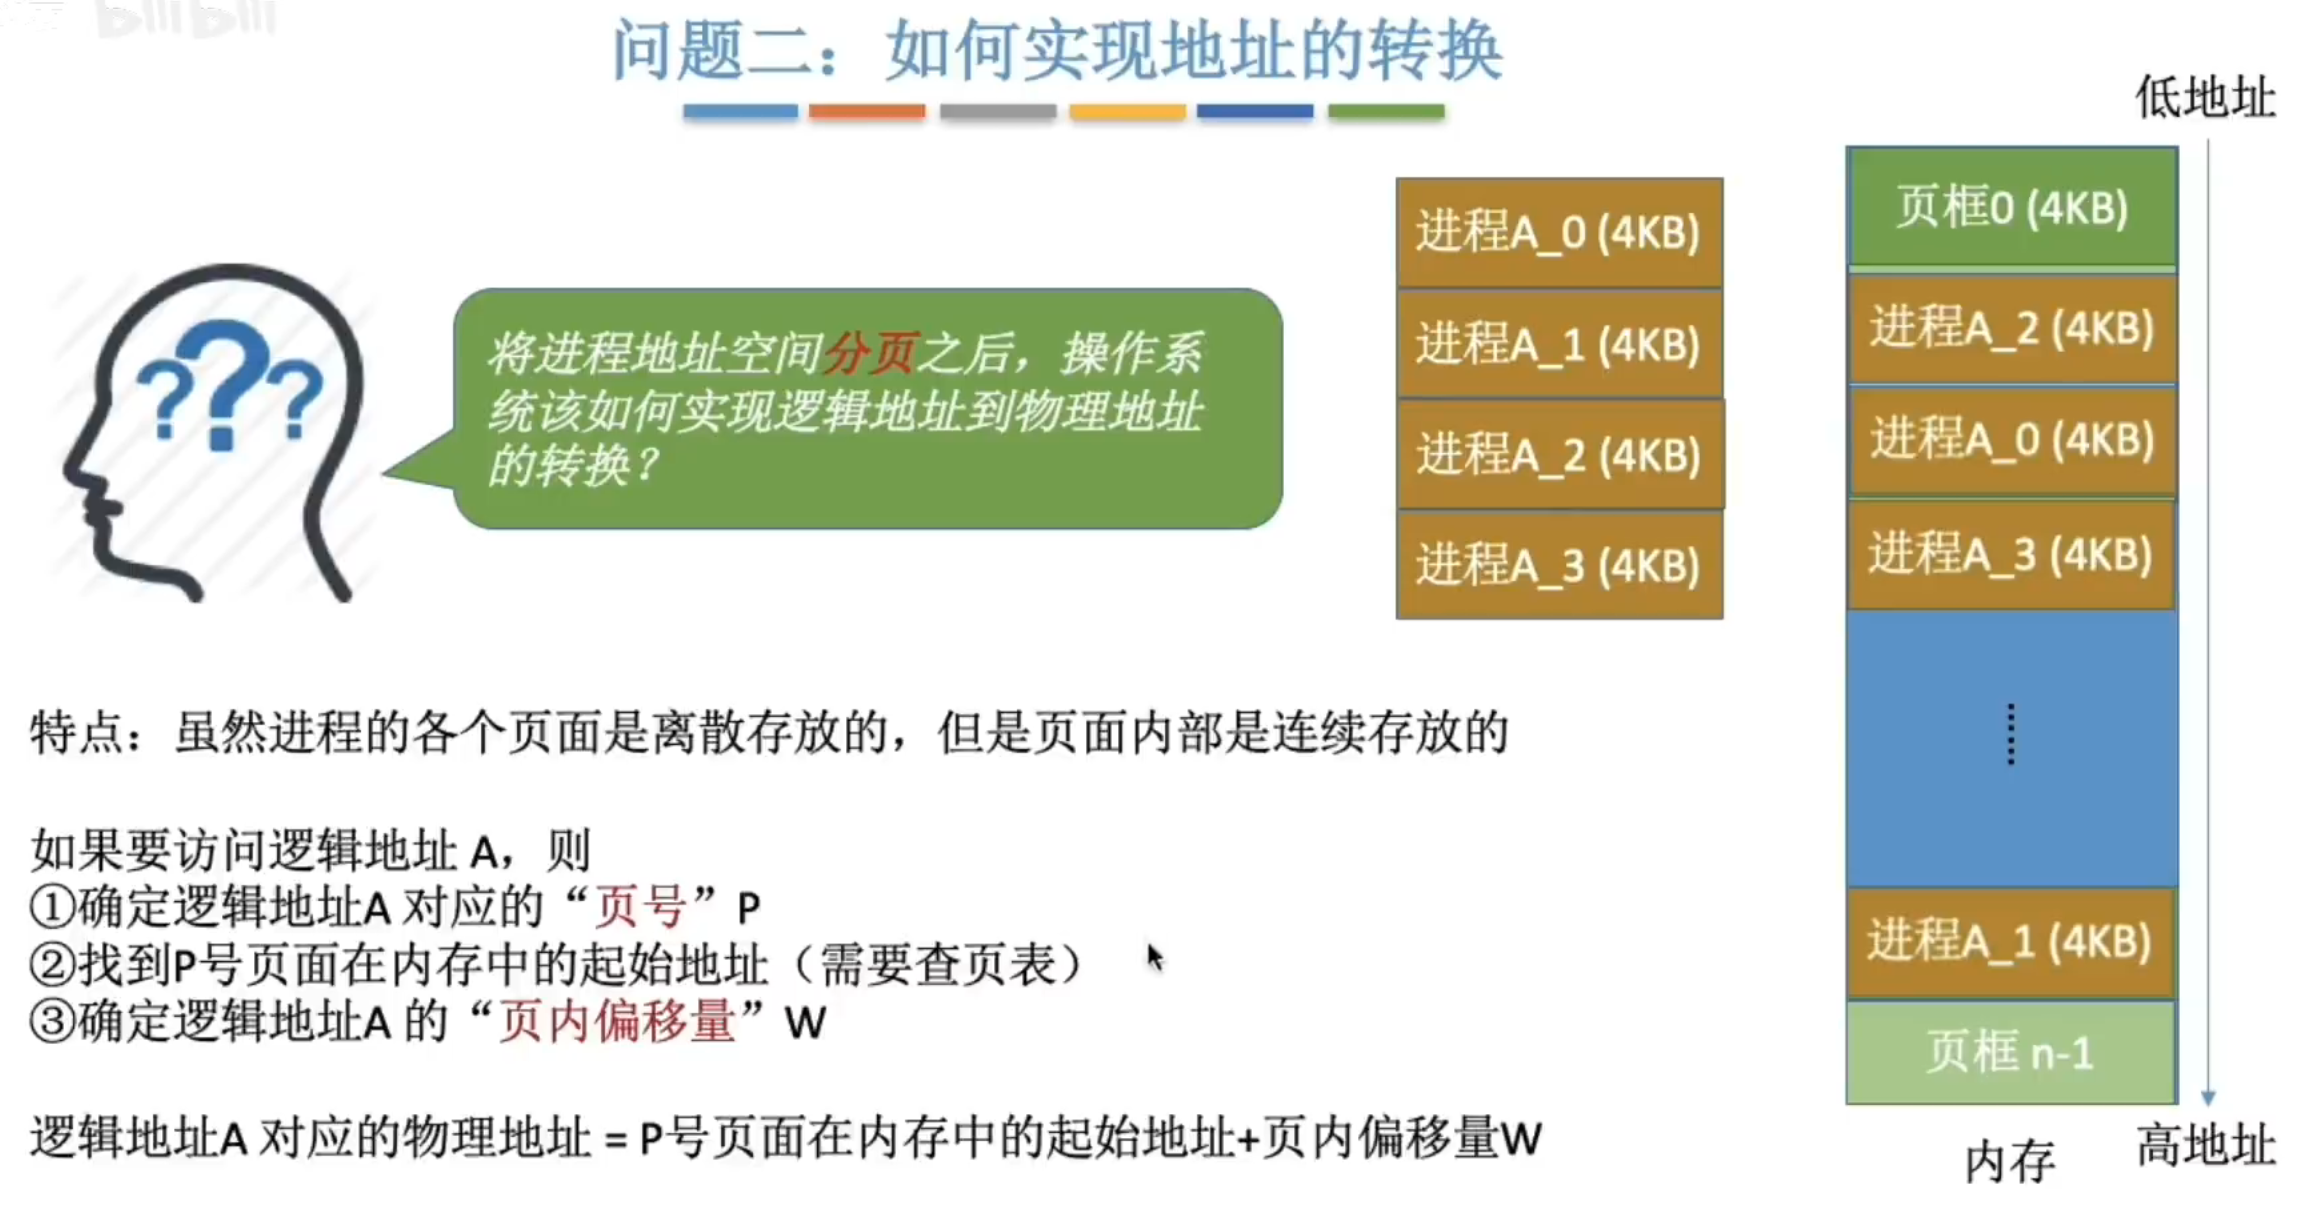 bilibili
问题二：如何实现地址的转换
低地址
将进程地址空间分页之后，操作系
统该如何实现逻辑地址到物理地址
的转换？
进程A_0 (4KB)
进程A_1 (4KB)
进程A_2 (4KB)
进程A_3 (4KB)
页框0 (4KB)
进程A_2 (4KB)
进程A_0 (4KB)
进程A_3 (4KB)
进程A_1 (4KB)
页框 n-1
内存
高地址
特点：虽然进程的各个页面是离散存放的，但是页面内部是连续存放的
如果要访问逻辑地址 A，则
①确定逻辑地址A 对应的“页号”P
②找到P号页面在内存中的起始地址（需要查页表）
③确定逻辑地址A 的“页内偏移量”W
逻辑地址A 对应的物理地址 = P号页面在内存中的起始地址+页内偏移量W